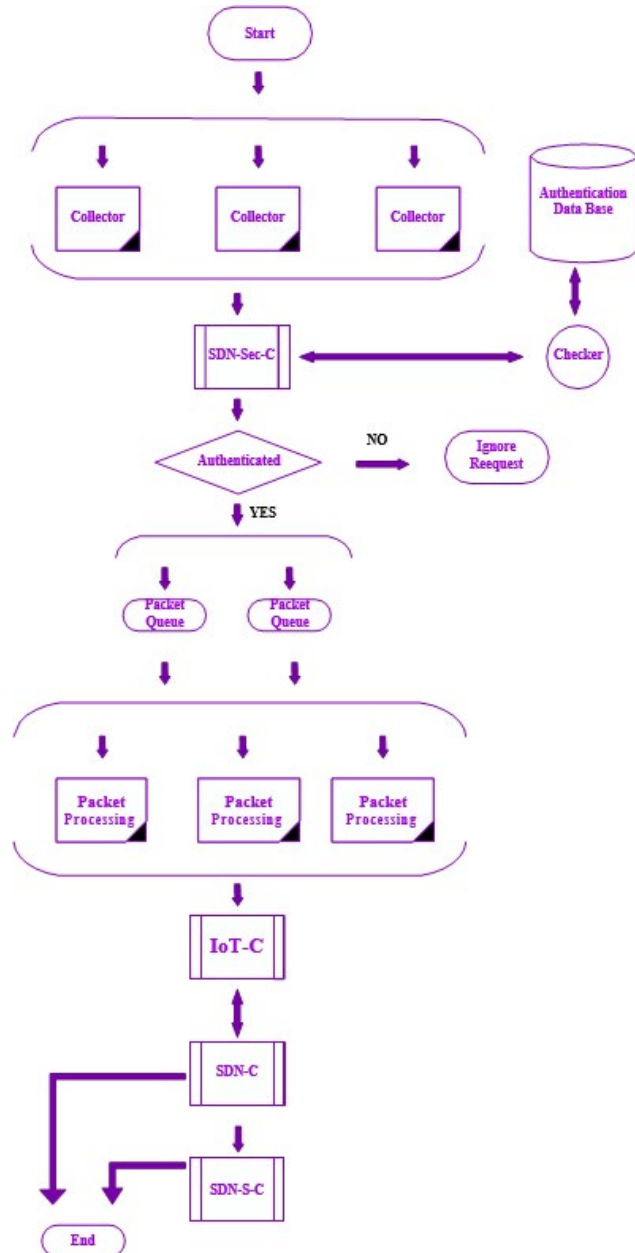 Start
Collector
Collector
Collector
Authentication
Data Base
SDN-Sec-C
Checker
Authenticated
NO
Ignore
Reequest
YES
Packet
Queue
Packet
Queue
Packet
Processing
Packet
Processing
Packet
Processing
IoT-C
SDN-C
SDN-S-C
End